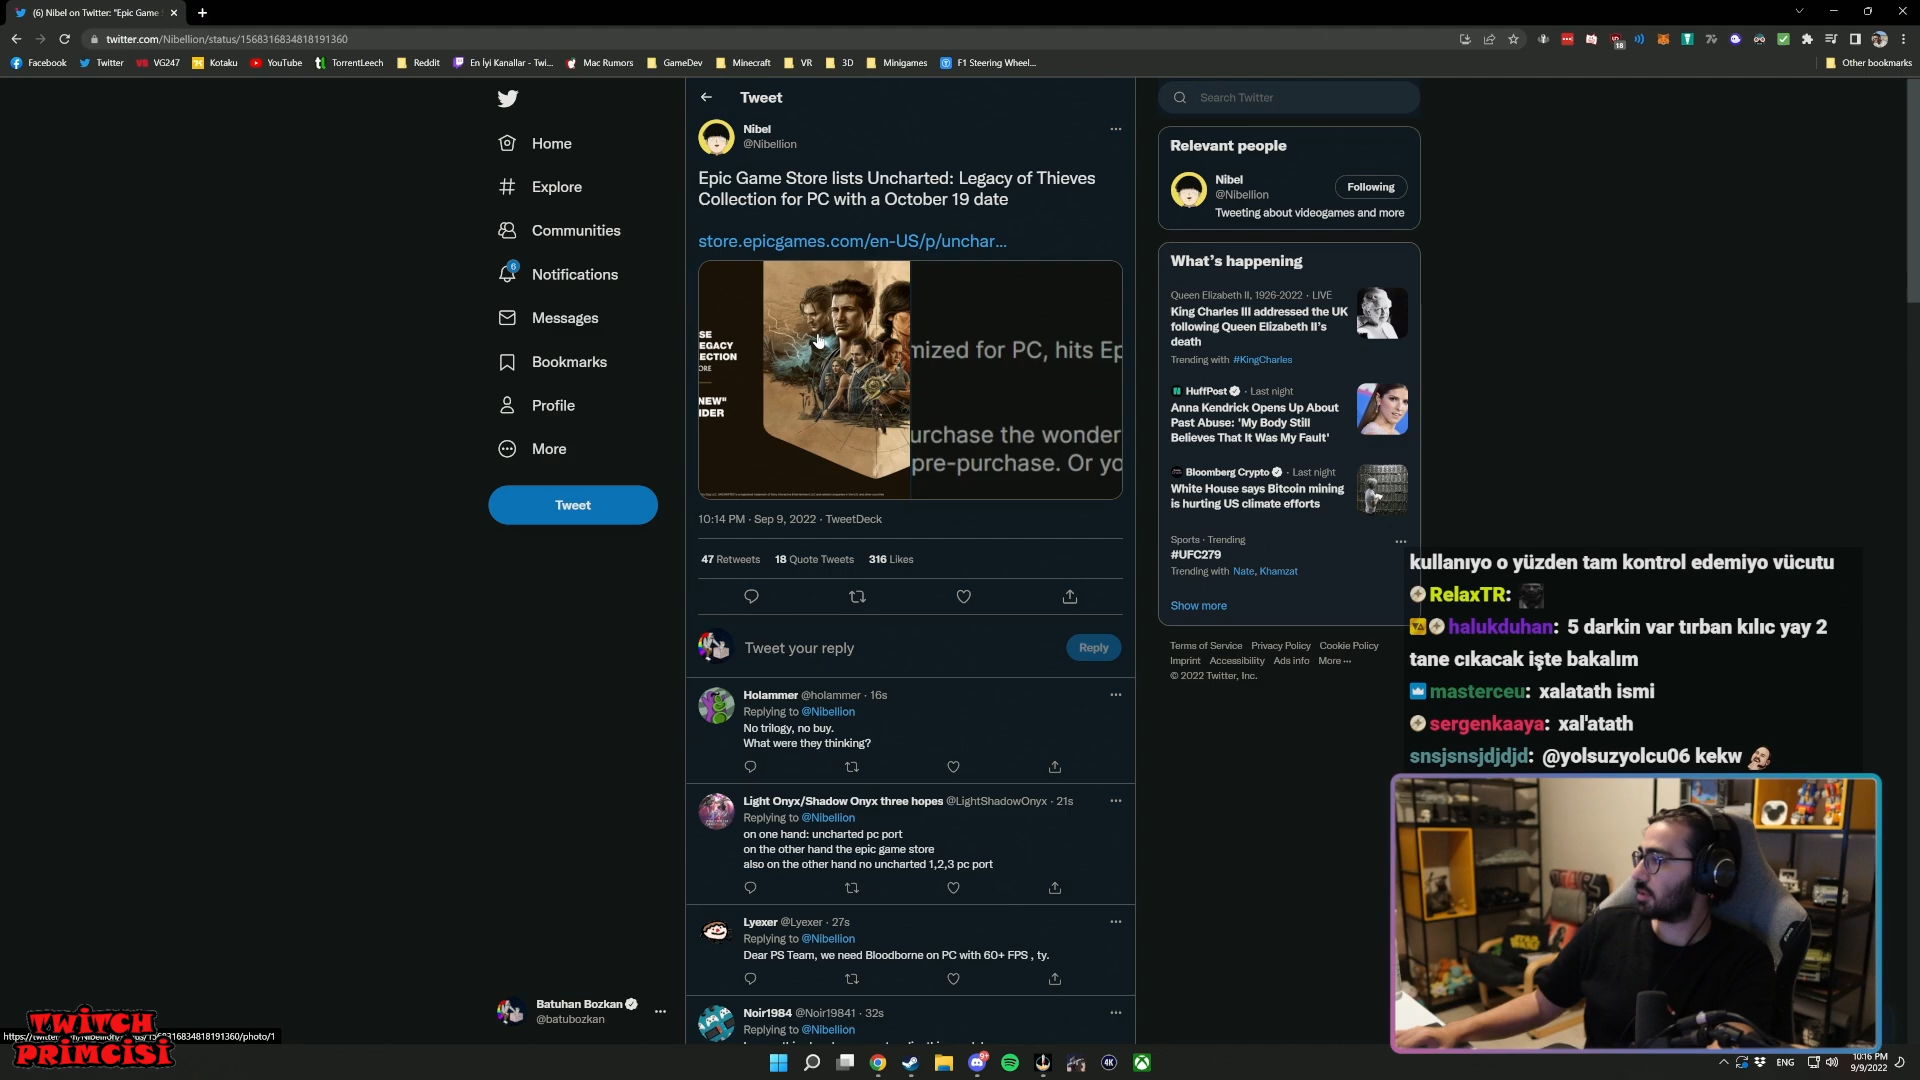 (6) Nibel on Twitter: "Epic Game
twitter.com/Nibellion/status/1568316834818191360
Facebook
Twitter
VG247
Kotaku
YouTube
TorrentLeech
Reddit
En İyi Kanallar - Twi...
Mac Rumors
GameDev
Minecraft
VR
3D
Minigames
F1 Steering Wheel...
Other bookmarks
Home
Explore
Communities
6
Notifications
Messages
Bookmarks
Profile
More
Tweet
Batuhan Bozkan
@batubozkan
Tweet
Nibel
@Nibellion
Epic Game Store lists Uncharted: Legacy of Thieves
Collection for PC with a October 19 date
store.epicgames.com/en-US/p/unchar...
SE
EGACY
ECTION
ORE
NEW"
IDER
mized for PC, hits Ep
urchase the wonder
pre-purchase. Or yo
10:14 PM · Sep 9, 2022 · TweetDeck
47 Retweets 18 Quote Tweets 316 Likes
Tweet your reply
Reply
Holammer @holammer · 16s
Replying to @Nibellion
No trilogy, no buy.
What were they thinking?
Light Onyx/Shadow Onyx three hopes @LightShadowOnyx · 21s
Replying to @Nibellion
on one hand: uncharted pc port
on the other hand the epic game store
also on the other hand no uncharted 1,2,3 pc port
Lyexer @Lyexer · 27s
Replying to @Nibellion
Dear PS Team, we need Bloodborne on PC with 60+ FPS , ty.
Noir1984 @Noir19841 · 32s
Replying to @Nibellion
Search Twitter
Relevant people
Nibel
@Nibellion
Following
Tweeting about videogames and more
What's happening
Queen Elizabeth II, 1926-2022 · LIVE
King Charles III addressed the UK
following Queen Elizabeth II's
death
Trending with #KingCharles
HuffPost · Last night
Anna Kendrick Opens Up About
Past Abuse: 'My Body Still
Believes That It Was My Fault'
Bloomberg Crypto · Last night
White House says Bitcoin mining
is hurting US climate efforts
Sports · Trending
#UFC279
Trending with Nate, Khamzat
Show more
Terms of Service Privacy Policy Cookie Policy
Imprint Accessibility Ads info More ···
© 2022 Twitter, Inc.
kullanıyo o yüzden tam kontrol edemiyo vücutu
RelaxTR:
halukduhan: 5 darkin var tırban kılıc yay 2
tane cıkacak işte bakalım
masterceu: xalatath ismi
sergenkaaya: xal'atath
snsjsnsjdjdjd: @yolsuzyolcu06 kekw
STAR
WARS
TWITCH
PRIMCISI
ENG
10:16 PM
9/9/2022